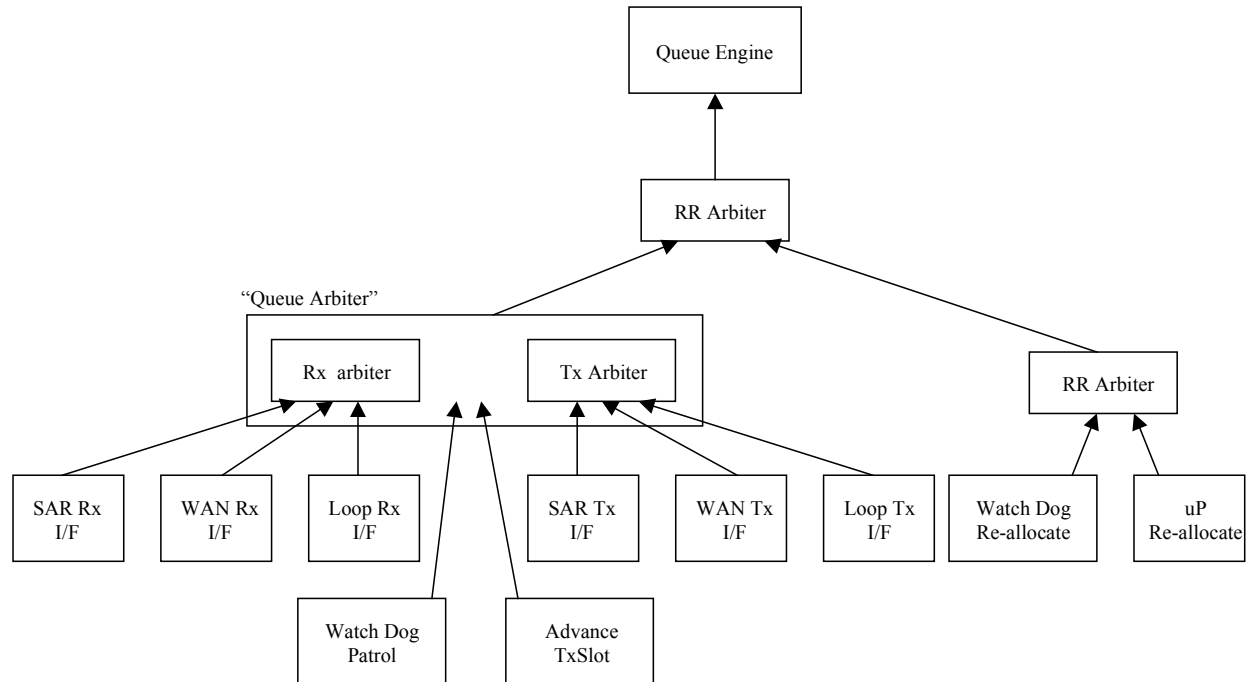 Queue Engine
RR Arbiter
“Queue Arbiter”
Rx arbiter
Tx Arbiter
RR Arbiter
SAR Rx
I/F
WAN Rx
I/F
Loop Rx
I/F
SAR Tx
I/F
WAN Tx
I/F
Loop Tx
I/F
Watch Dog
Re-allocate
uP
Re-allocate
Watch Dog
Patrol
Advance
TxSlot